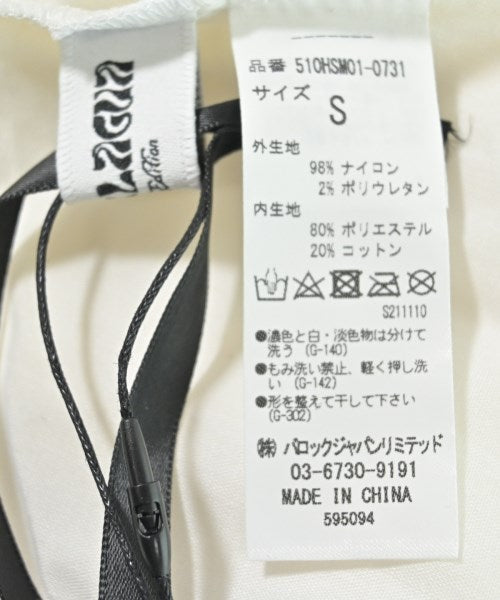 品番 510HSM01-0731
サイズ
S
外生地
98% ナイロン
2% ポリウレタン
内生地
80% ポリエステル
20% コットン
S211110
●濃色と白・淡色物は分けて
洗う (G-140)
●もみ洗い禁止、軽く押し洗
い (G-142)
●形を整えて干して下さい
(G-302)
㈱ バロックジャパンリミテッド
03-6730-9191
MADE IN CHINA
595094
Edition